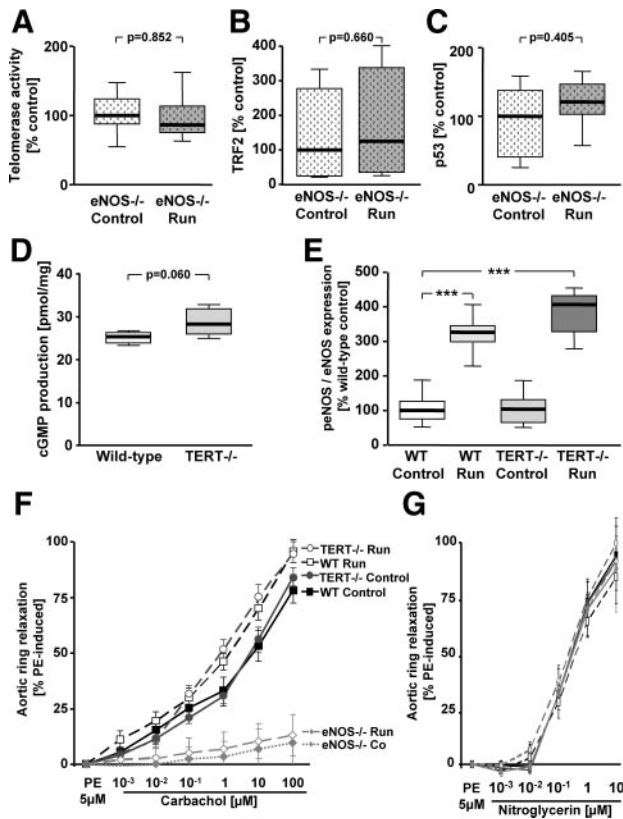 A
p=0.852
Telomerase activity
[% control]
200
100
0
eNOS-/-
Control
eNOS-/-
Run
B
p=0.660
TRF2 [% control]
400
300
200
100
0
eNOS-/-
Control
eNOS-/-
Run
C
p=0.405
p53 [% control]
200
100
0
eNOS-/-
Control
eNOS-/-
Run
D
p=0.060
cGMP production [pmol/mg]
40
30
20
10
0
Wild-type
TERT-/-
E
***
***
peNOS / eNOS expression
[% wild-type control]
500
400
300
200
100
0
WT
Control
WT
Run
TERT-/-
Control
TERT-/-
Run
F
Aortic ring relaxation
[% PE-induced]
100
75
50
25
0
TERT-/- Run
WT Run
TERT-/- Control
WT Control
eNOS-/- Run
eNOS-/- Co
PE
5µM
10-3
10-2
10-1
1
10
100
Carbachol [µM]
G
Aortic ring relaxation
[% PE-induced]
100
75
50
25
0
PE
5µM
10-3
10-2
10-1
1
10
Nitroglycerin [µM]